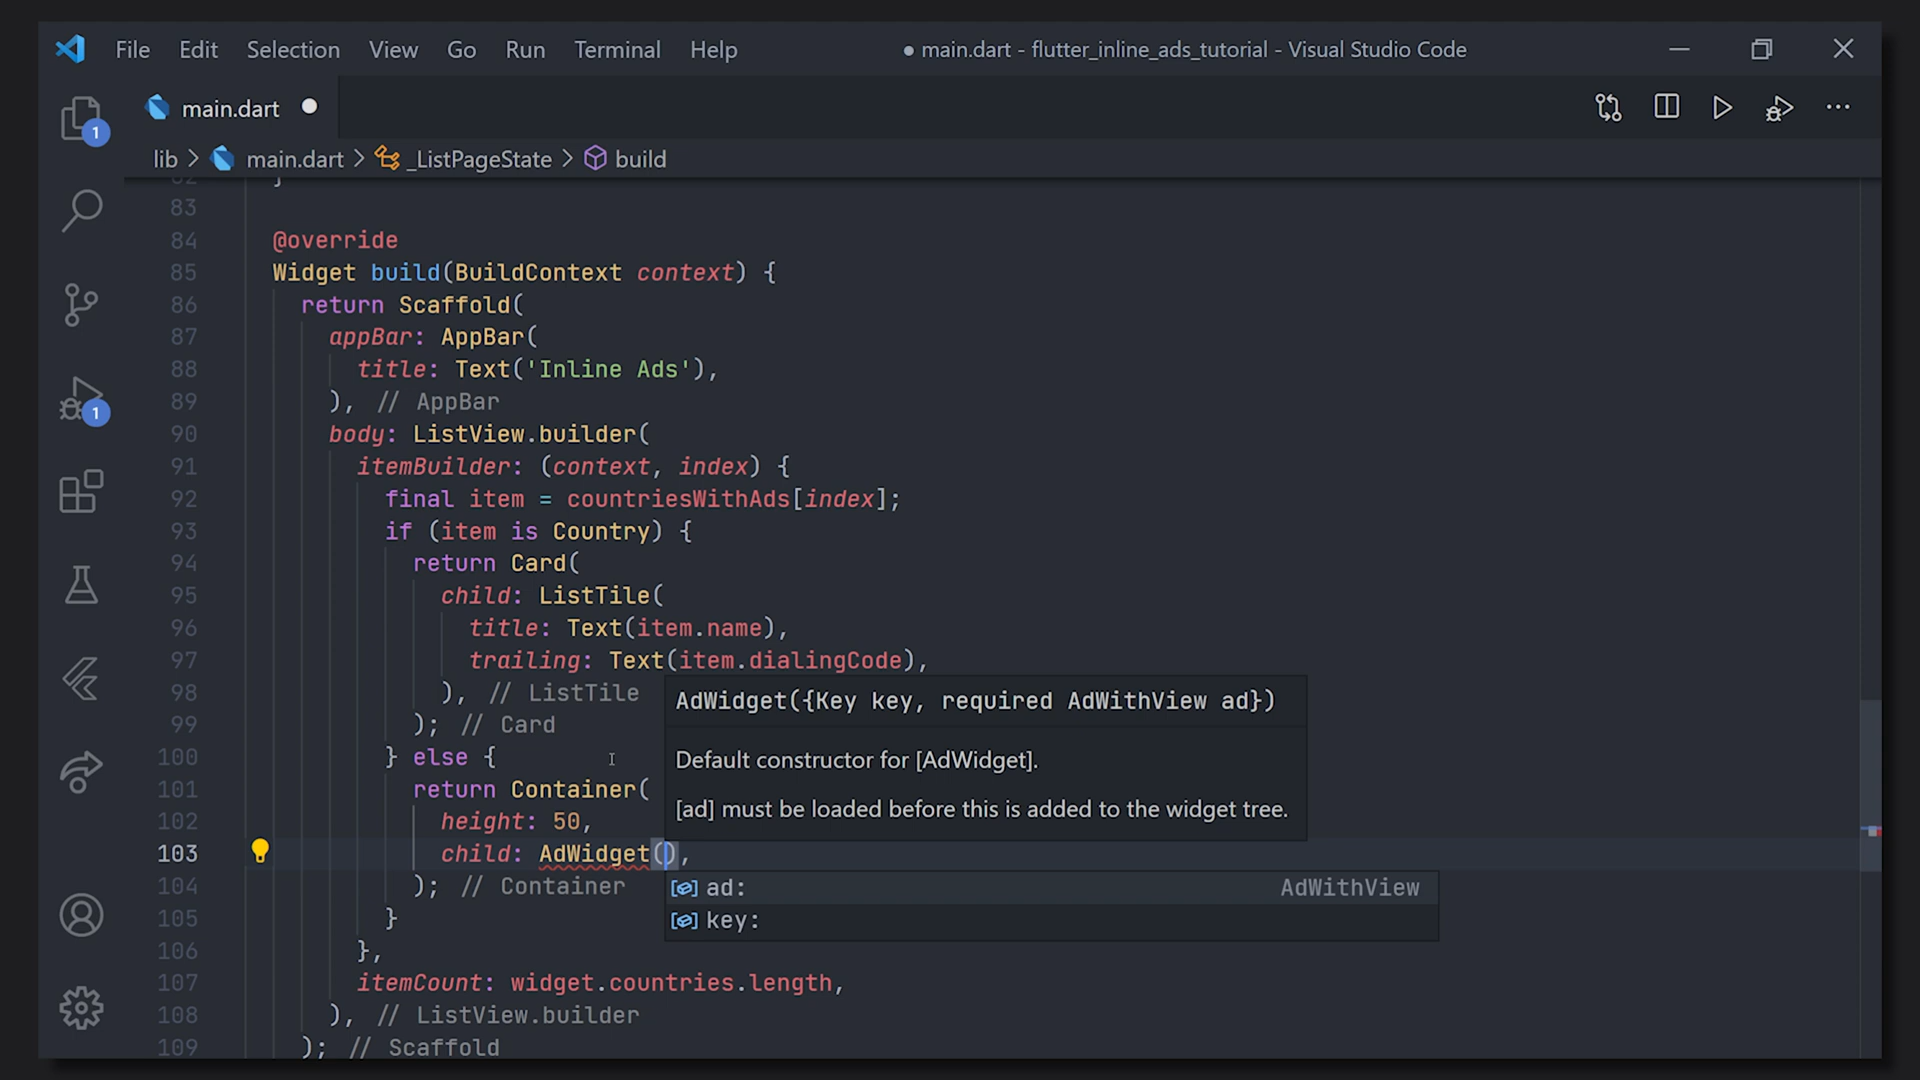 File Edit Selection View Go Run Terminal Help ● main.dart - flutter_inline_ads_tutorial - Visual Studio Code
main.dart
lib > main.dart > _ListPageState > build
82 }
83
84 @override
85 Widget build(BuildContext context) {
86 return Scaffold(
87 appBar: AppBar(
88 title: Text('Inline Ads'),
89 ), // AppBar
90 body: ListView.builder(
91 itemBuilder: (context, index) {
92 final item = countriesWithAds[index];
93 if (item is Country) {
94 return Card(
95 child: ListTile(
96 title: Text(item.name),
97 trailing: Text(item.dialingCode),
98 ), // ListTile
99 ); // Card
100 } else {
101 return Container(
102 height: 50,
103 child: AdWidget(),
104 ); // Container
105 }
106 },
107 itemCount: widget.countries.length,
108 ), // ListView.builder
109 ); // Scaffold
AdWidget({Key key, required AdWithView ad})
Default constructor for [AdWidget].
[ad] must be loaded before this is added to the widget tree.
ad: AdWithView
key:
1
1